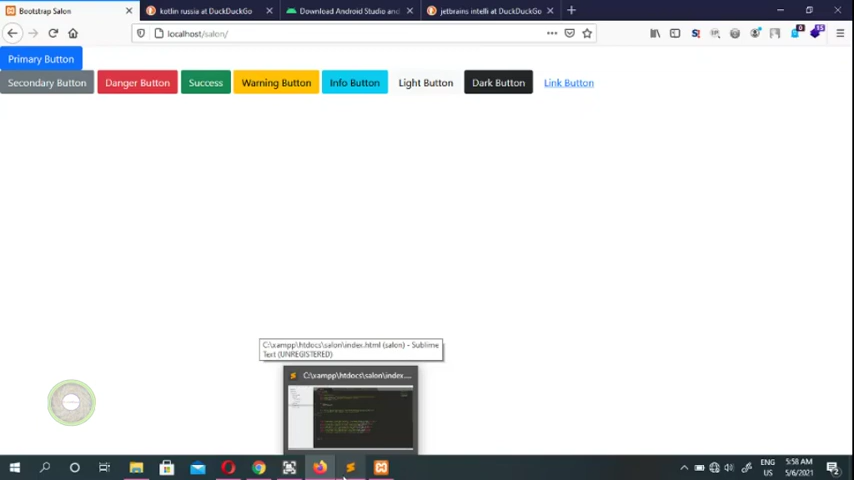 Bootstrap Salon
kotlin russia at DuckDuckGo
Download Android Studio and
jetbrains intelli at DuckDuckGo
localhost/salon/
Primary Button
Secondary Button Danger Button Success Warning Button Info Button Light Button Dark Button Link Button
C:\xampp\htdocs\salon\index.html (salon) - Sublime
Text (UNREGISTERED)
C:\xampp\htdocs\salon\index....
ENG 5:58 AM
US 5/6/2021